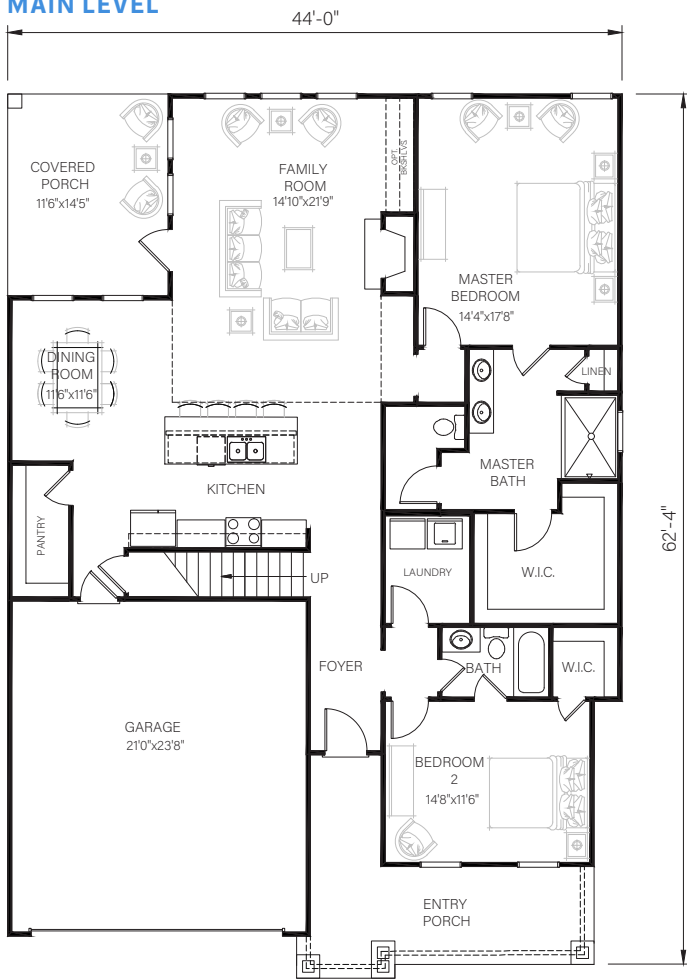 MAIN LEVEL
44'-0"
COVERED
PORCH
11'6"x14'5"
FAMILY
ROOM
14'10"x21'9"
OPT.
BKSHLVS
MASTER
BEDROOM
14'4"x17'8"
DINING
ROOM
11'6"x11'6"
LINEN
KITCHEN
MASTER
BATH
PANTRY
LAUNDRY
W.I.C.
62'-4"
UP
FOYER
BATH
W.I.C.
GARAGE
21'0"x23'8"
BEDROOM
2
14'8"x11'6"
ENTRY
PORCH